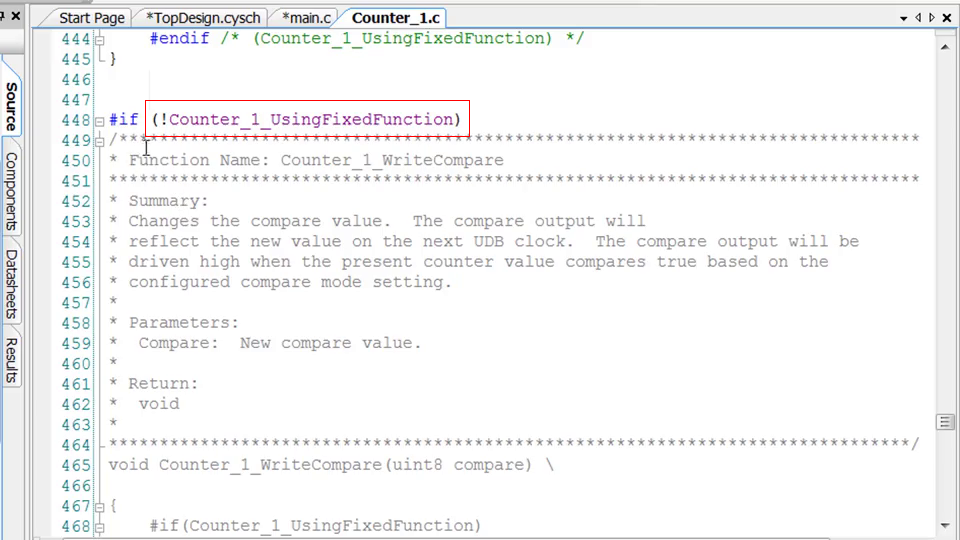 Start Page *TopDesign.cysch *main.c Counter_1.c
Source
Components
Datasheets
Results
444 #endif /* (Counter_1_UsingFixedFunction) */
445 }
446
447
448 #if (!Counter_1_UsingFixedFunction)
449 /*******************************************************************************
450 * Function Name: Counter_1_WriteCompare
451 ********************************************************************************
452 * Summary:
453 * Changes the compare value.  The compare output will
454 * reflect the new value on the next UDB clock.  The compare output will be
455 * driven high when the present counter value compares true based on the
456 * configured compare mode setting.
457 *
458 * Parameters:
459 *  Compare:  New compare value.
460 *
461 * Return:
462 *  void
463 *
464 *******************************************************************************/
465 void Counter_1_WriteCompare(uint8 compare) \
466
467 {
468 #if(Counter_1_UsingFixedFunction)